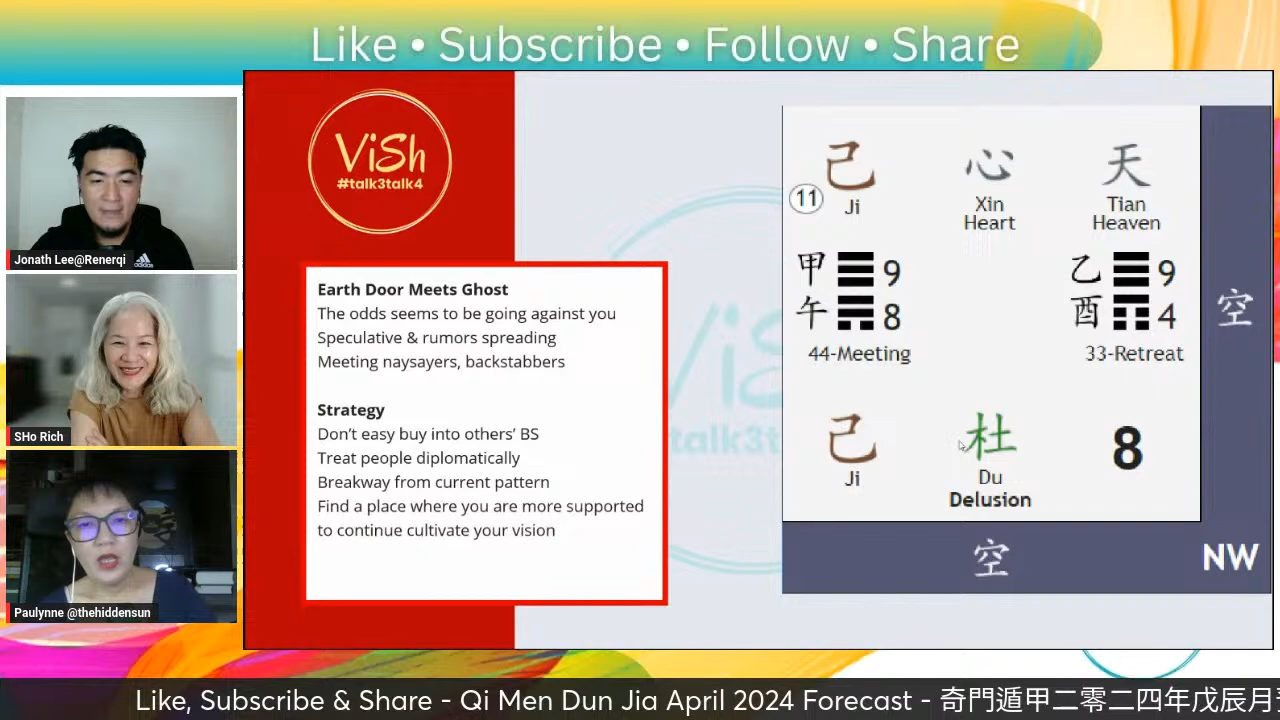 Like • Subscribe • Follow • Share
Jonath Lee@Renerqi
adidas
SHo Rich
Paulynne @thehiddensun
ViSh
#talk3talk4
Earth Door Meets Ghost
The odds seems to be going against you
Speculative & rumors spreading
Meeting naysayers, backstabbers
Strategy
Don't easy buy into others' BS
Treat people diplomatically
Breakway from current pattern
Find a place where you are more supported
to continue cultivate your vision
己 心 天
11 Ji Xin Tian
Heart Heaven
甲 9 乙 9
午 8 酉 4
44-Meeting 33-Retreat
空
己 杜 8
Ji Du
Delusion
空 NW
Like, Subscribe & Share - Qi Men Dun Jia April 2024 Forecast - 奇門遁甲二零二四年戊辰月